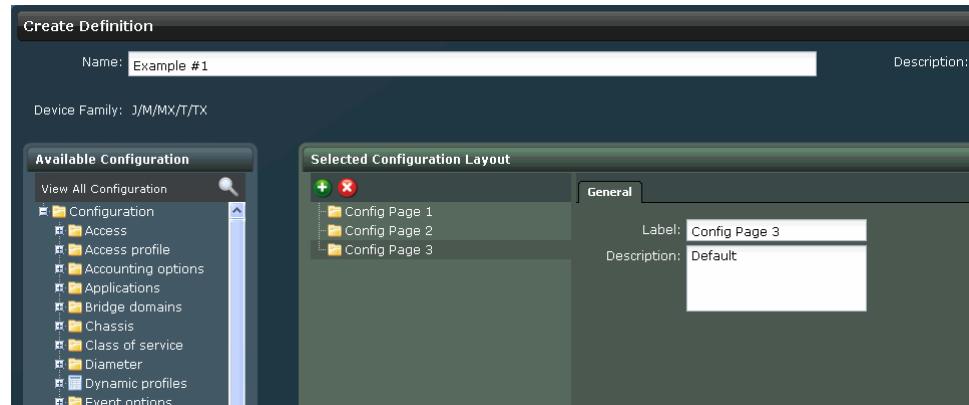 Create Definition
Name: Example #1
Description:
Device Family: J/M/MX/T/TX
Available Configuration
View All Configuration
Configuration
Access
Access profile
Accounting options
Applications
Bridge domains
Chassis
Class of service
Diameter
Dynamic profiles
Event options
Selected Configuration Layout
Config Page 1
Config Page 2
Config Page 3
General
Label: Config Page 3
Description: Default